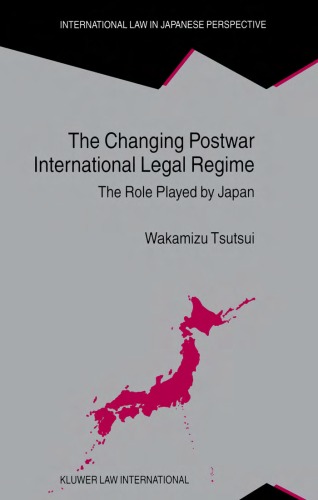 INTERNATIONAL LAW IN JAPANESE PERSPECTIVE
The Changing Postwar
International Legal Regime
The Role Played by Japan
Wakamizu Tsutsui
KLUWER LAW INTERNATIONAL